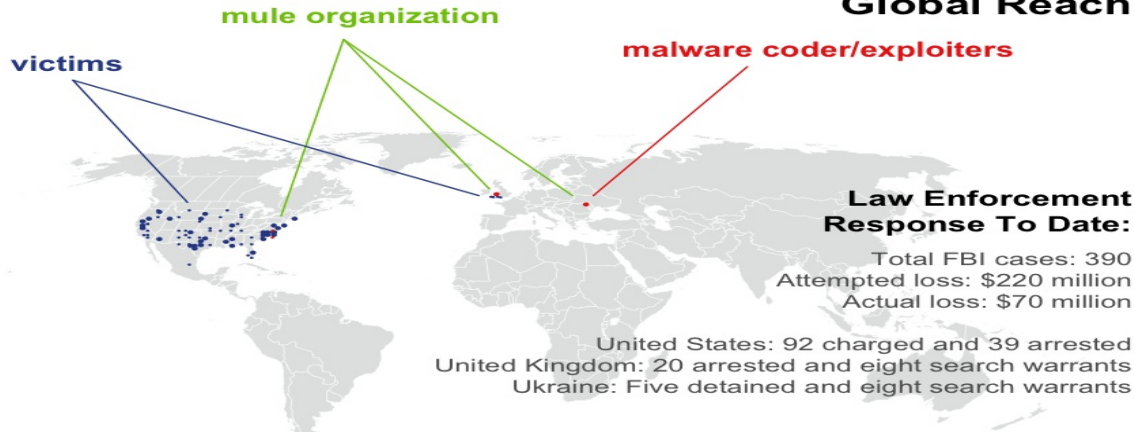 Global Reach
mule organization
malware coder/exploiters
victims
Law Enforcement
Response To Date:
Total FBI cases: 390
Attempted loss: $220 million
Actual loss: $70 million
United States: 92 charged and 39 arrested
United Kingdom: 20 arrested and eight search warrants
Ukraine: Five detained and eight search warrants